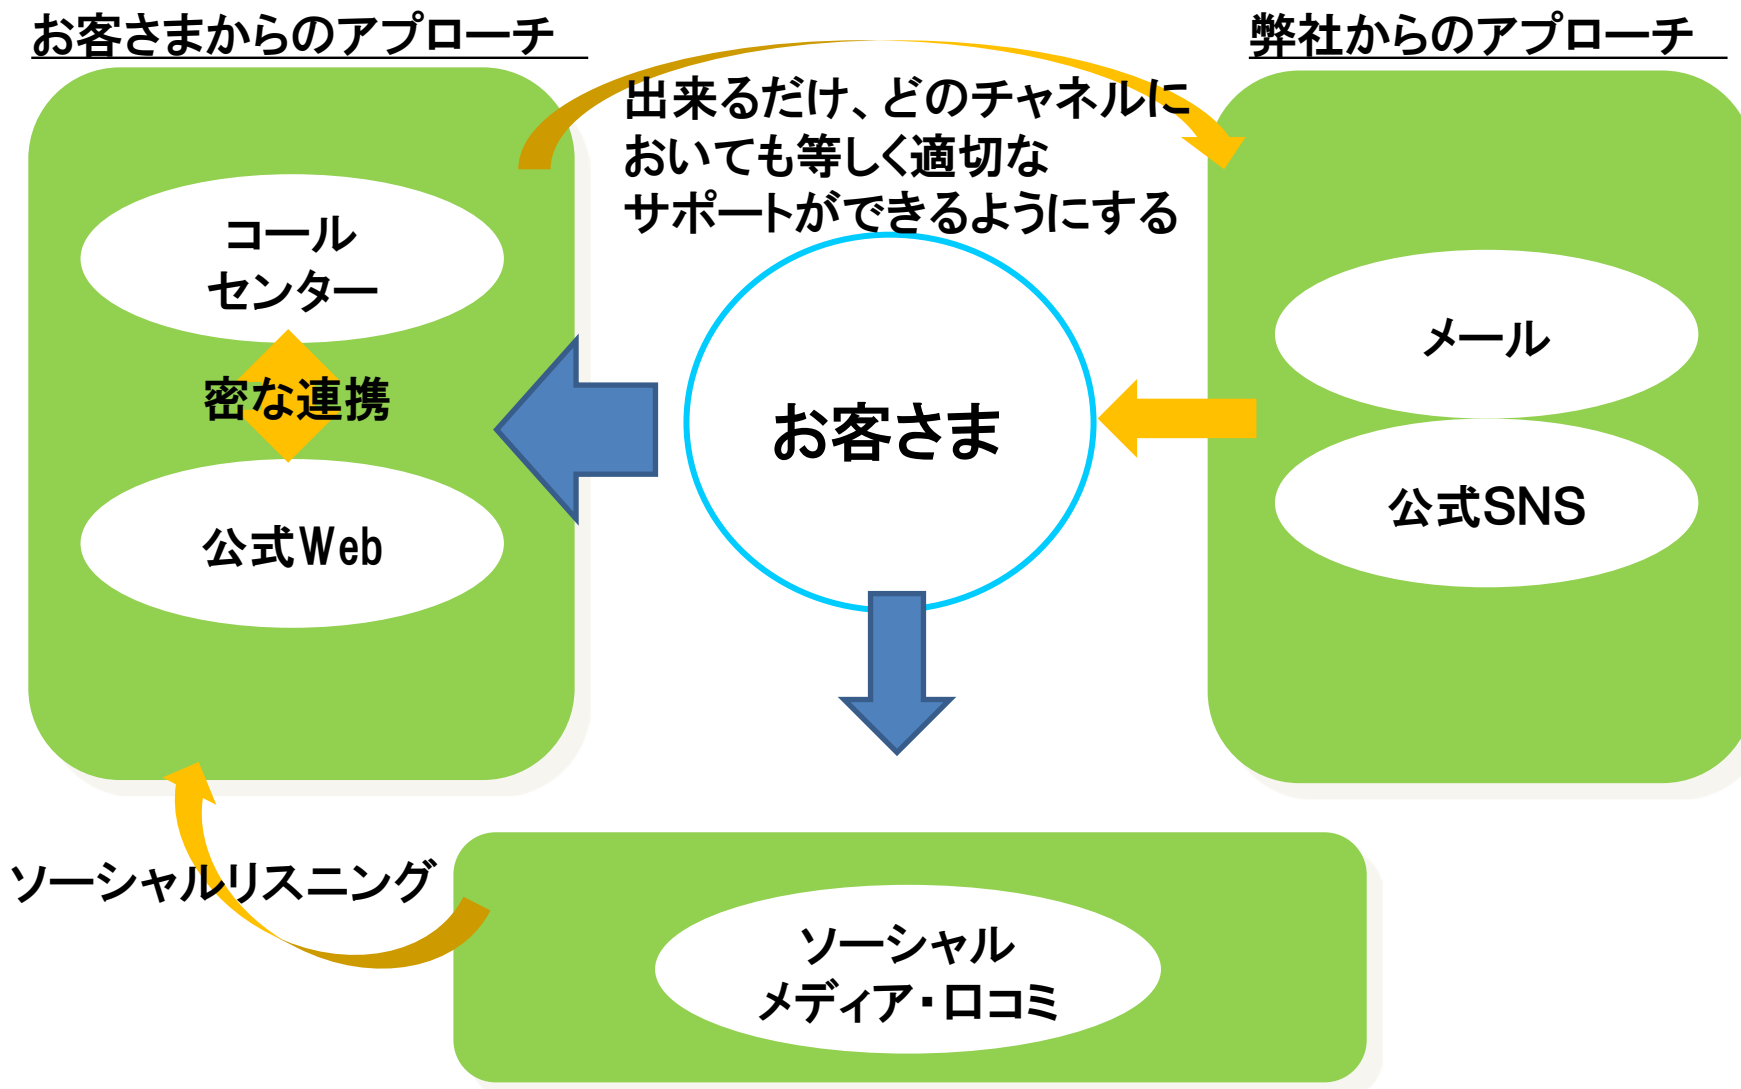 お客さまからのアプローチ
弊社からのアプローチ
出来るだけ、どのチャネルに
おいても等しく適切な
サポートができるようにする
コール
センター
密な連携
公式Web
お客さま
メール
公式SNS
ソーシャルリスニング
ソーシャル
メディア・口コミ